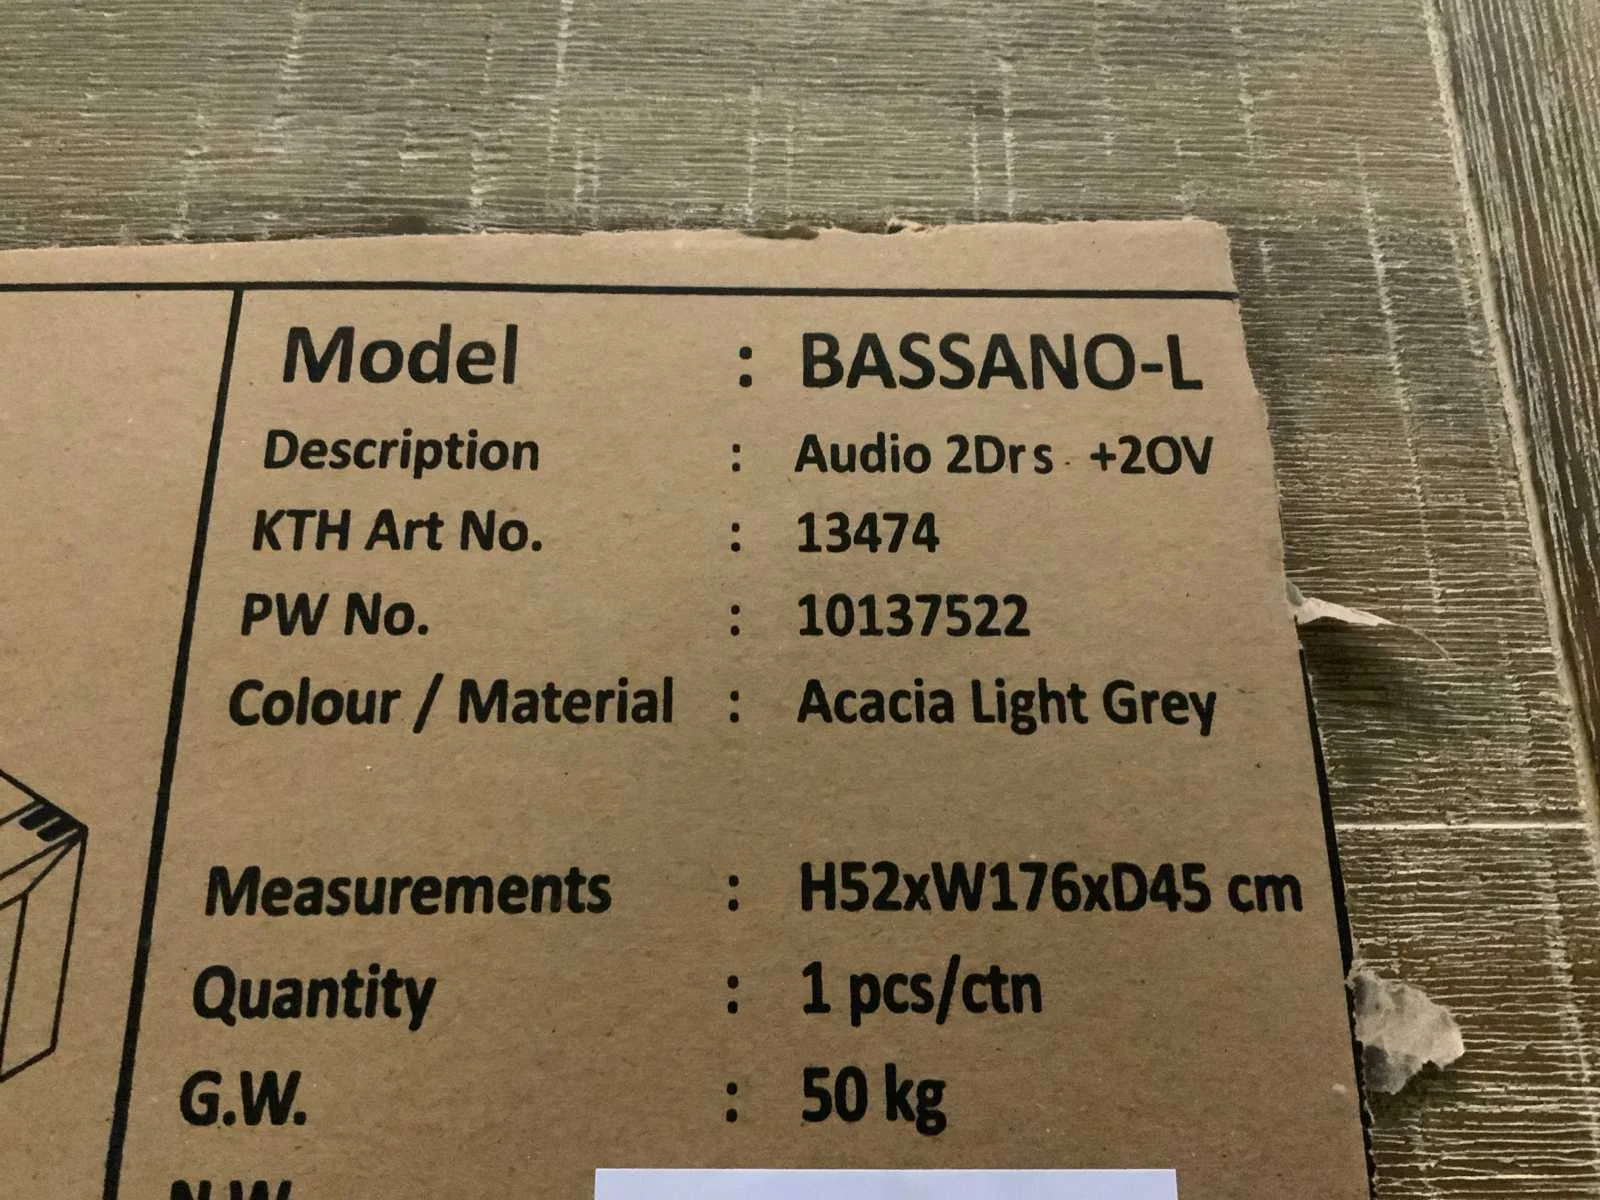 Model : BASSANO-L
Description : Audio 2Drs +2OV
KTH Art No. : 13474
PW No. : 10137522
Colour / Material : Acacia Light Grey
Measurements : H52xW176xD45 cm
Quantity : 1 pcs/ctn
G.W. : 50 kg
N.W.